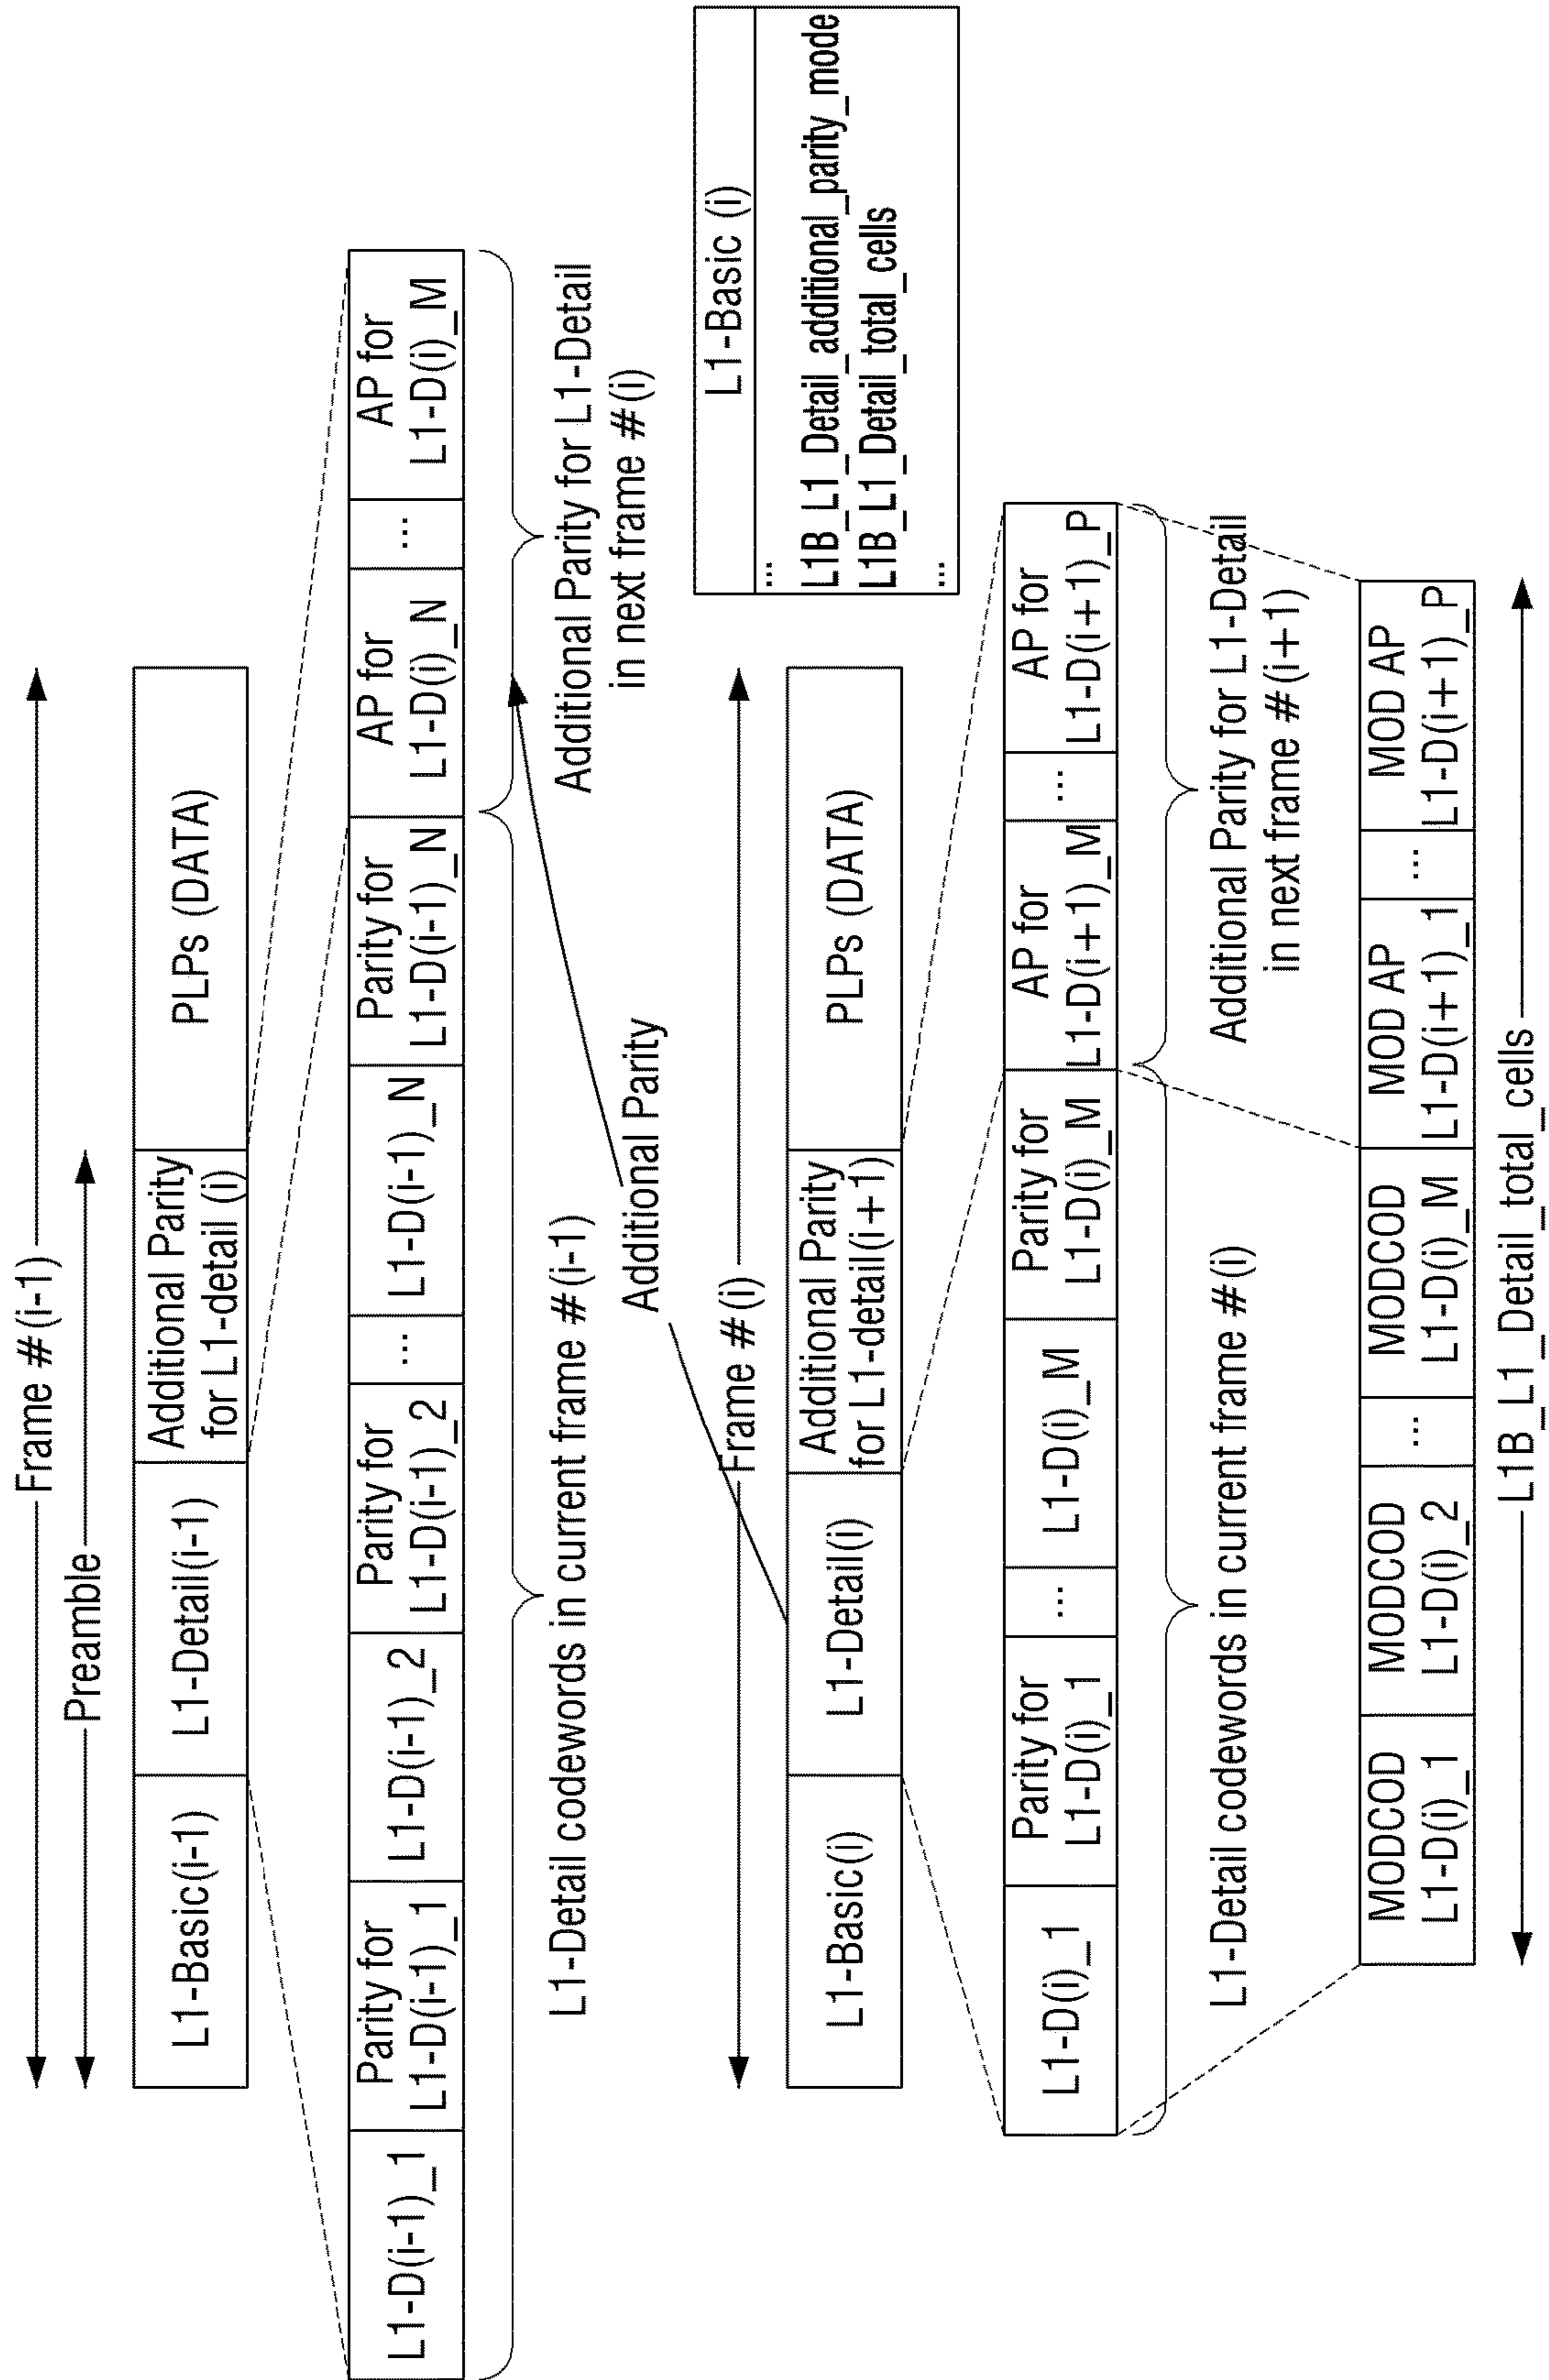 Frame #(i-1)
Preamble
L1-Basic(i-1)
L1-Detail(i-1)
Additional Parity
for L1-detail (i)
PLPs (DATA)
L1-D(i-1)_1
Parity for
L1-D(i-1)_1
L1-D(i-1)_2
Parity for
L1-D(i-1)_2
...
L1-D(i-1)_N
Parity for
L1-D(i-1)_N
AP for
L1-D(i)_N
...
AP for
L1-D(i)_M
L1-Detail codewords in current frame #(i-1)
Additional Parity for L1-Detail
in next frame #(i)
Additional Parity
L1-Basic (i)
...
L1B_L1_Detail_additional_parity_mode
L1B_L1_Detail_total_cells
...
Frame #(i)
L1-Basic(i)
L1-Detail(i)
Additional Parity
for L1-detail(i+1)
PLPs (DATA)
L1-D(i)_1
Parity for
L1-D(i)_1
...
L1-D(i)_M
Parity for
L1-D(i)_M
AP for
L1-D(i+1)_M
...
AP for
L1-D(i+1)_P
L1-Detail codewords in current frame #(i)
Additional Parity for L1-Detail
in next frame #(i+1)
MODCOD
L1-D(i)_1
MODCOD
L1-D(i)_2
...
MODCOD
L1-D(i)_M
MOD AP
L1-D(i+1)_1
...
MOD AP
L1-D(i+1)_P
L1B_L1_Detail_total_cells